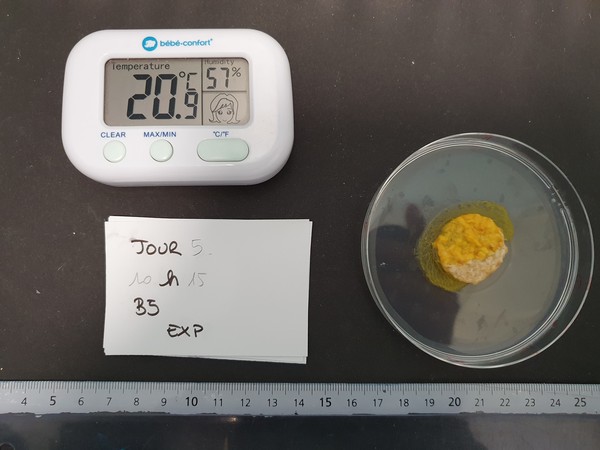 bébé-confort®
Temperature
20.9 °C
Humidity
57%
CLEAR MAX/MIN °C/°F
JOUR 5.
10 h 15
B5
EXP
4 5 6 7 8 9 10 11 12 13 14 15 16 17 18 19 20 21 22 23 24 25